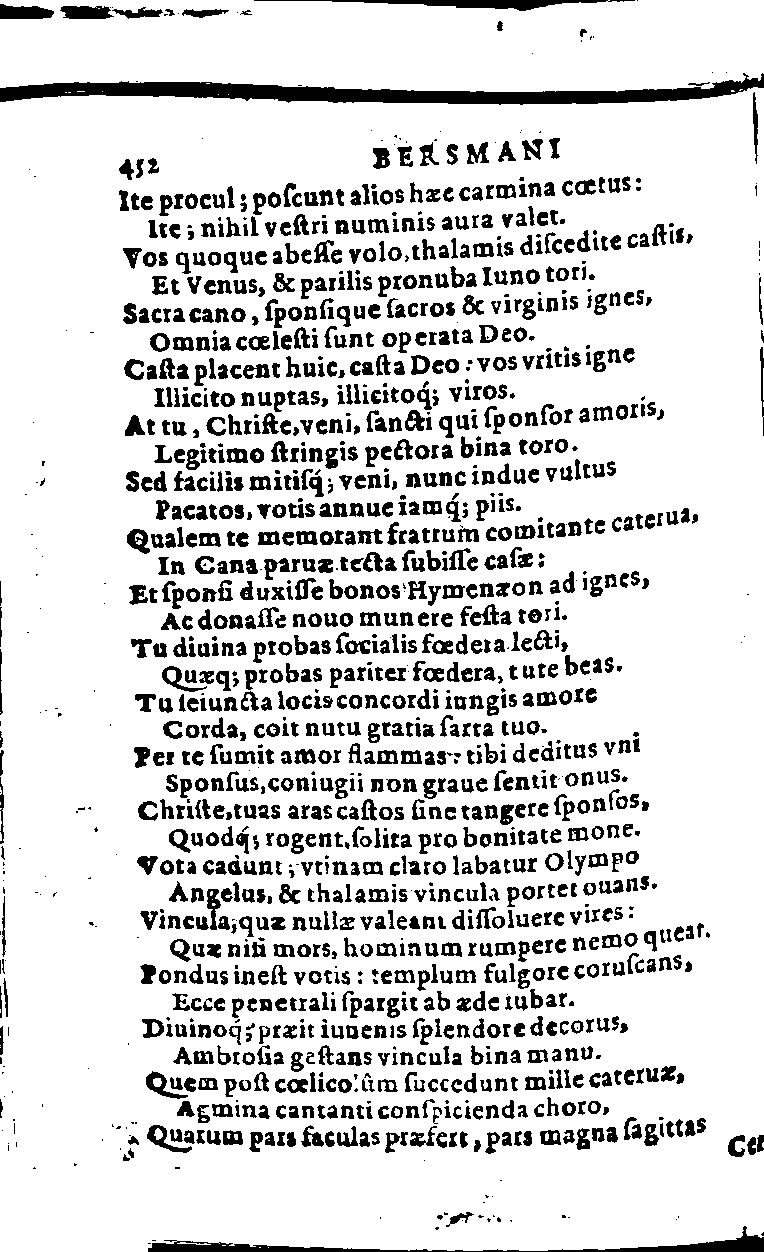 452 BERSMANI
Ite procul; poſcunt alios hæc carmina cœtus:
Ite; nihil veſtri numinis aura valet.
Vos quoque abeſſe volo, thalamis diſcedite caſtis,
Et Venus, & parilis pronuba Iuno tori.
Sacra cano, ſponſique ſacros & virginis ignes,
Omnia cœleſti ſunt operata Deo.
Caſta placent huic, caſta Deo: vos vritis igne
Illicito nuptas, illicitoq́; viros.
At tu, Chriſte, veni, ſancti qui ſponſor amoris,
Legitimo ſtringis pectora bina toro.
Sed facilis mitiſq́; veni, nunc indue vultus
Pacatos, votis annue iamq́; piis.
Qualem te memorant fratrum comitante caterua,
In Cana paruæ tecta ſubiſſe caſæ:
Et ſponſi duxiſſe bonos Hymenæon ad ignes,
Ac donaſſe nouo munere feſta tori.
Tu diuina probas ſocialis fœdera lecti,
Quæq; probas pariter fœdera, tute beas.
Tu ſeiuncta locis concordi iungis amore
Corda, coit nutu gratia ſarta tuo.
Per te ſumit amor flammas: tibi deditus vni
Sponſus, coniugii non graue ſentit onus.
Chriſte, tuas aras caſtos ſine tangere ſponſos,
Quodq́; rogent, ſolita pro bonitate mone.
Vota cadunt; vtinam claro labatur Olympo
Angelus, & thalamis vincula portet ouans.
Vincula, quæ nullæ valeant diſſoluere vires:
Quæ niſi mors, hominum rumpere nemo queat.
Pondus ineſt votis: templum fulgore coruſcans,
Ecce penetrali ſpargit ab æde iubar.
Diuinoq́; præit iuuenis ſplendore decorus,
Ambroſia geſtans vincula bina manu.
Quem poſt cœlicolûm ſuccedunt mille cateruæ,
Agmina cantanti conſpicienda choro,
Quarum pars faculas præfert, pars magna ſagittas
Cer